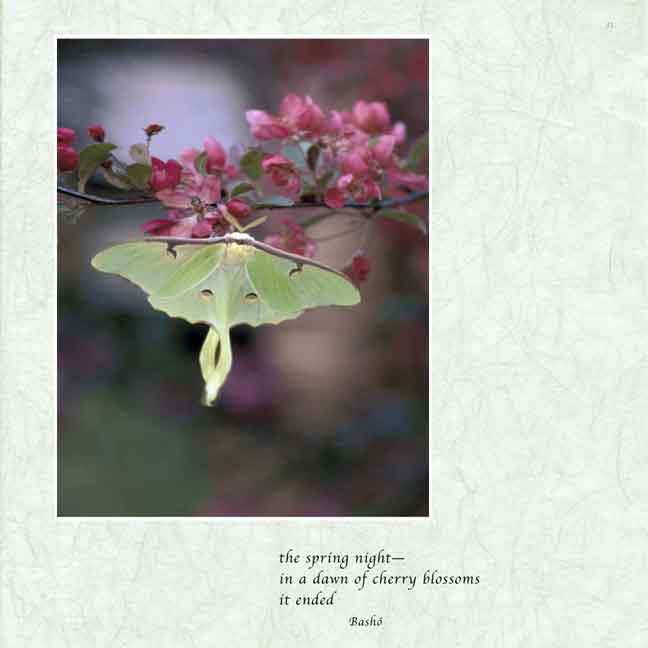 the spring night—
in a dawn of cherry blossoms
it ended
Bashō